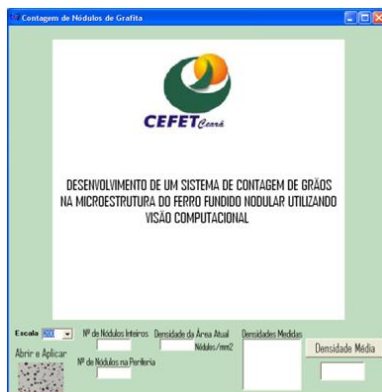 Contagem de Nódulos de Grafita
CEFET Ceará
DESENVOLVIMENTO DE UM SISTEMA DE CONTAGEM DE GRÃOS
NA MICROESTRUTURA DO FERRO FUNDIDO NODULAR UTILIZANDO
VISÃO COMPUTACIONAL
Escala 200
Nº de Nódulos Inteiros
Densidade da Área Atual
Nódulos/mm2
Densidades Medidas
Densidade Média
Abrir e Aplicar
Nº de Nódulos na Periferia